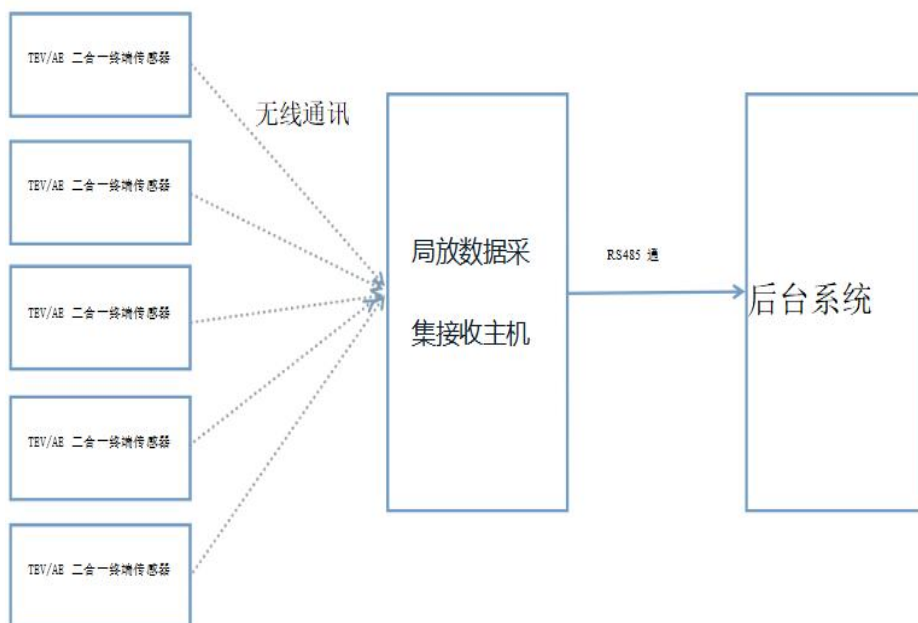 TEV/AE 二合一终端传感器
无线通讯
TEV/AE 二合一终端传感器
TEV/AE 二合一终端传感器
TEV/AE 二合一终端传感器
TEV/AE 二合一终端传感器
局放数据采
集接收主机
RS485 通
后台系统